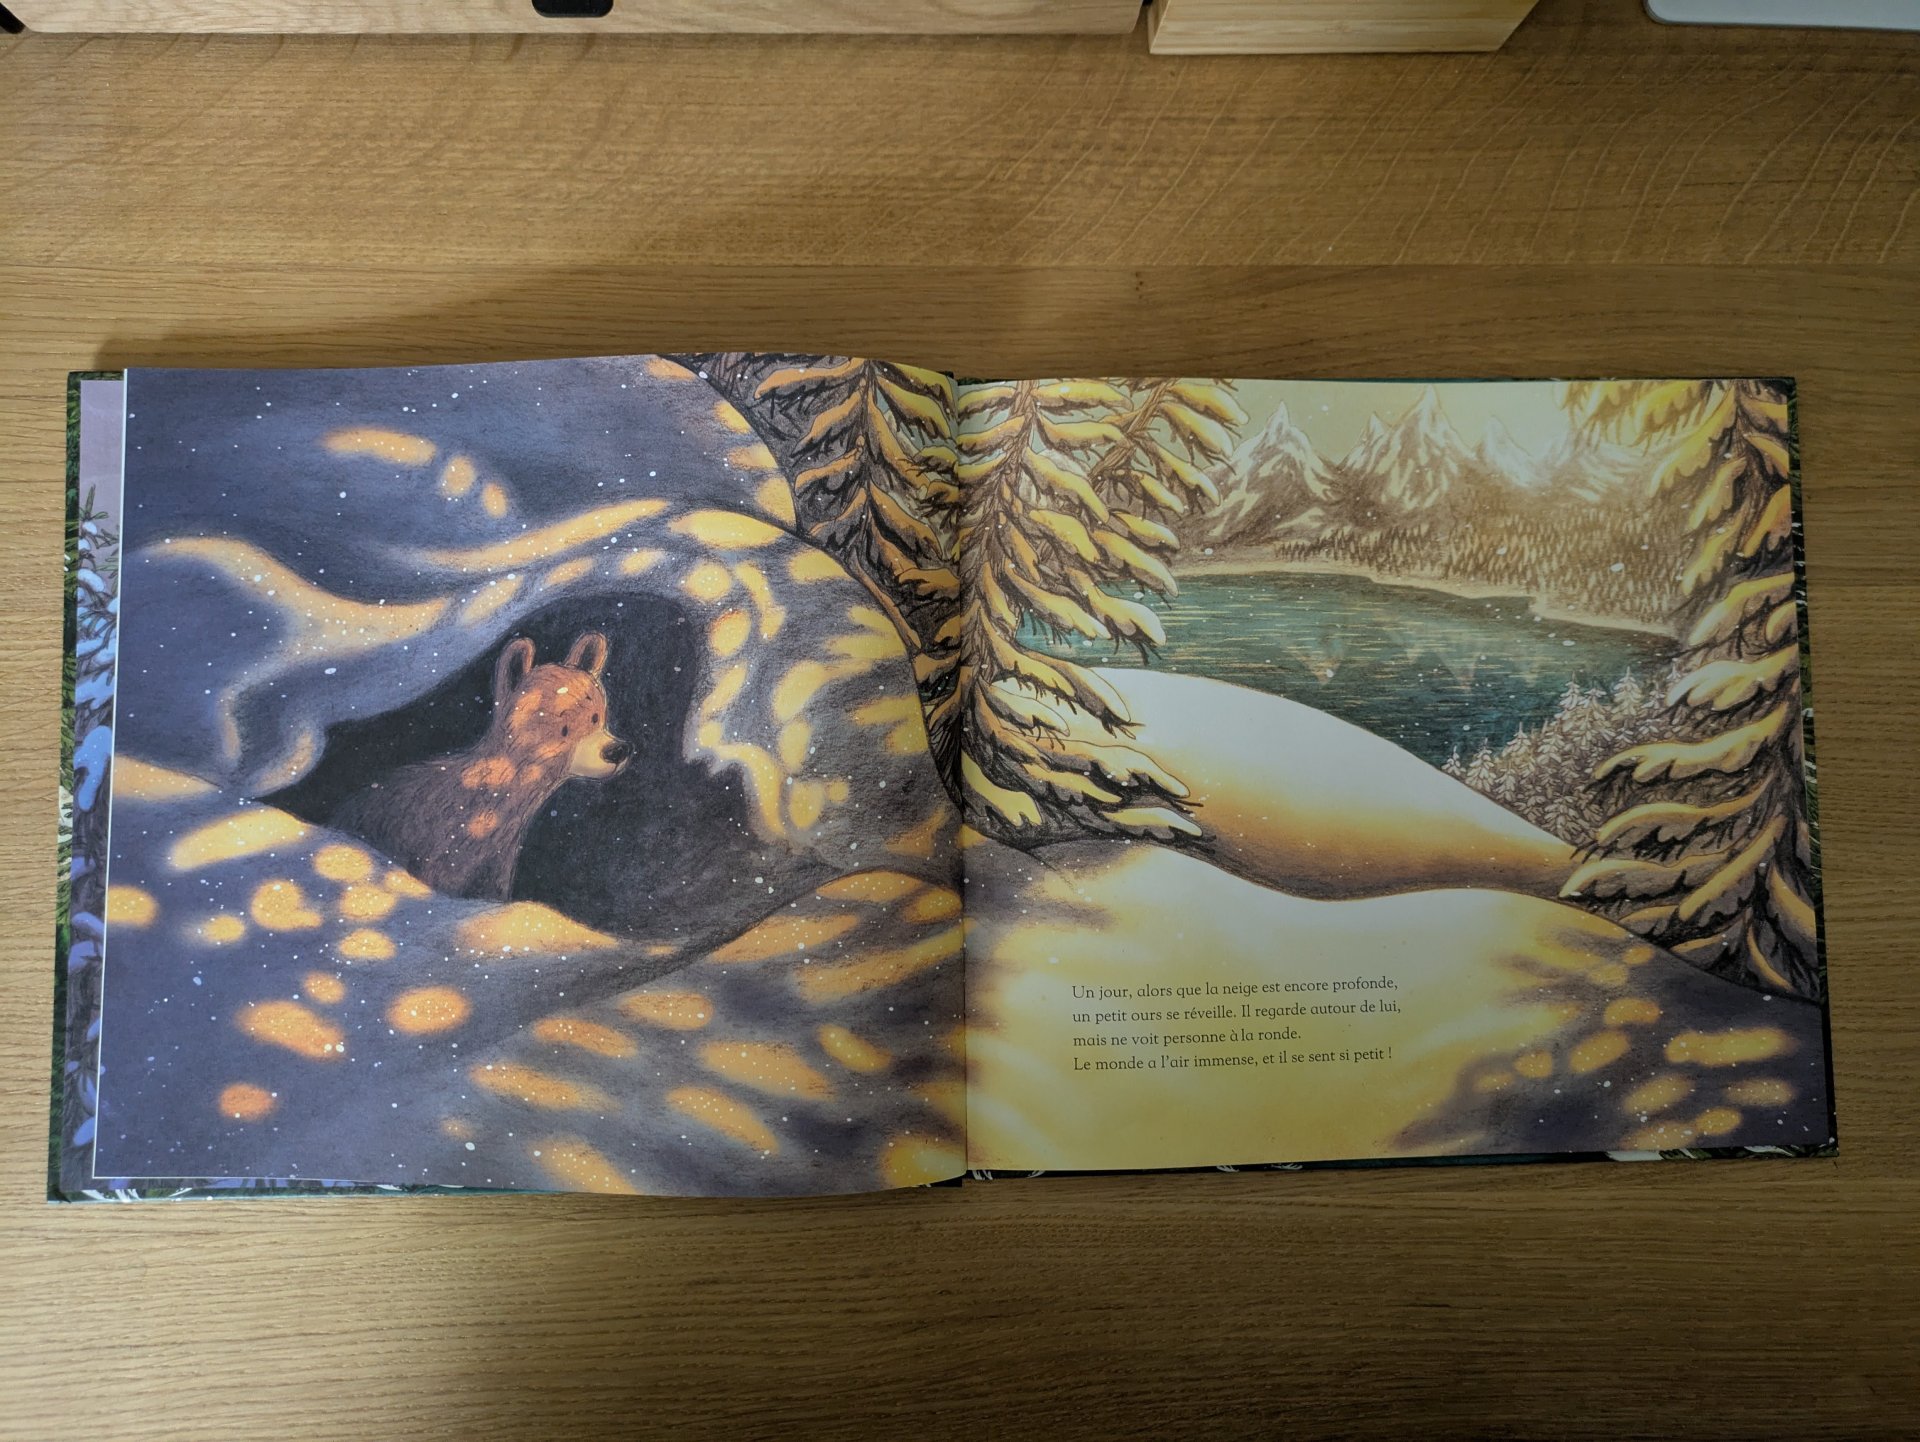 Un jour, alors que la neige est encore profonde,
un petit ours se réveille. Il regarde autour de lui,
mais ne voit personne à la ronde.
Le monde a l'air immense, et il se sent si petit !